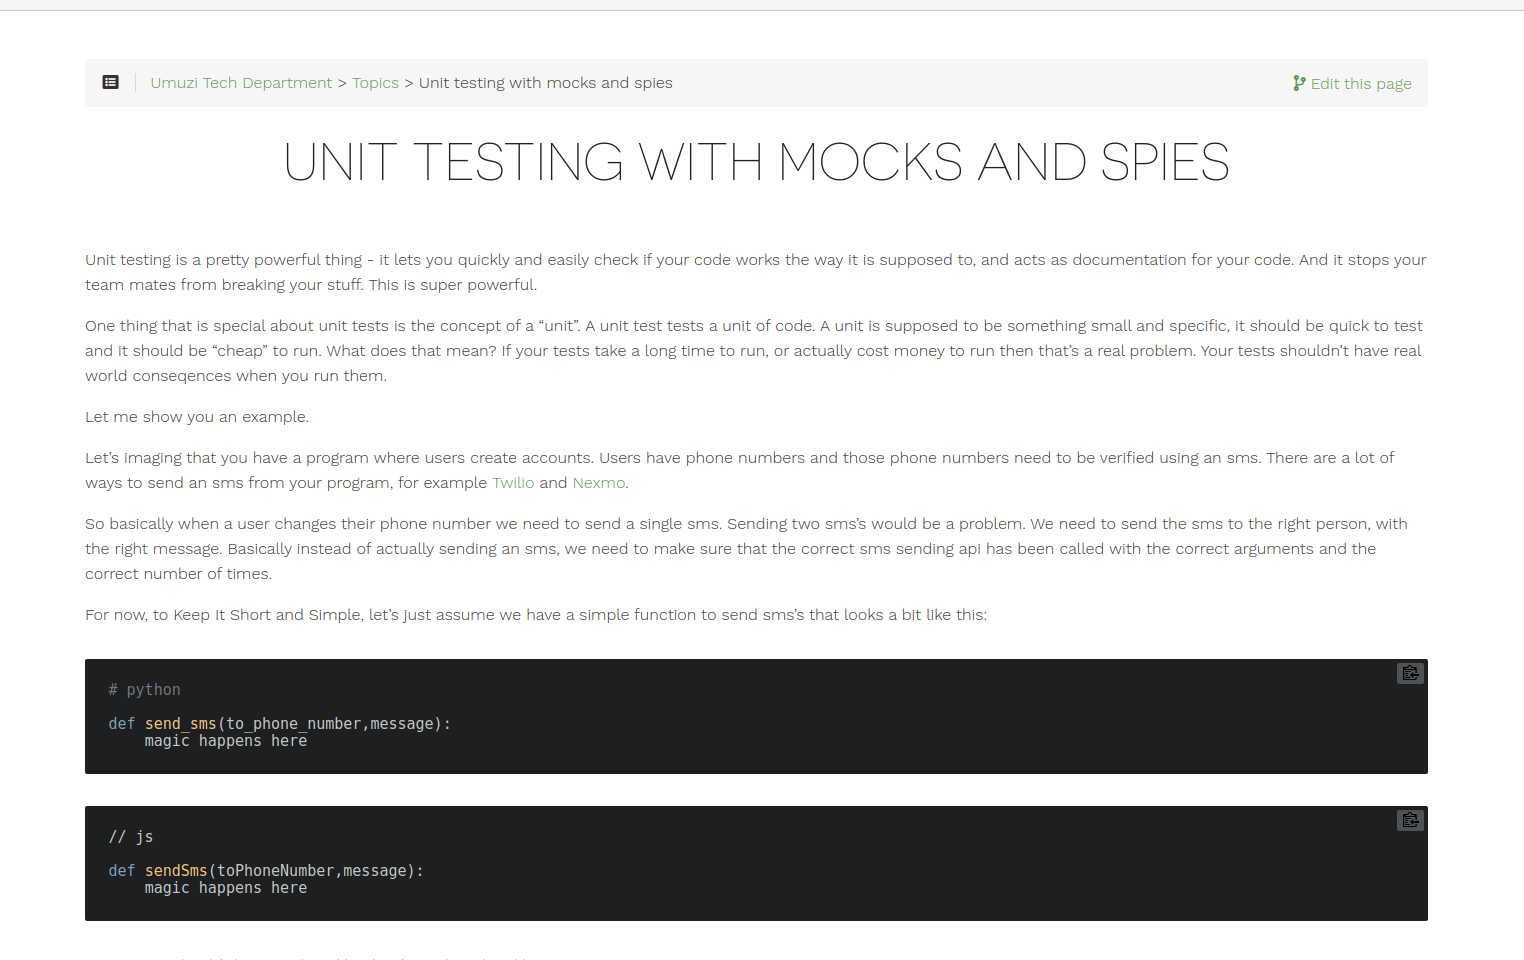 Umuzi Tech Department > Topics > Unit testing with mocks and spies
Edit this page
UNIT TESTING WITH MOCKS AND SPIES
Unit testing is a pretty powerful thing - it lets you quickly and easily check if your code works the way it is supposed to, and acts as documentation for your code. And it stops your
team mates from breaking your stuff. This is super powerful.
One thing that is special about unit tests is the concept of a “unit”. A unit test tests a unit of code. A unit is supposed to be something small and specific, it should be quick to test
and it should be “cheap” to run. What does that mean? If your tests take a long time to run, or actually cost money to run then that’s a real problem. Your tests shouldn’t have real
world conseqences when you run them.
Let me show you an example.
Let’s imaging that you have a program where users create accounts. Users have phone numbers and those phone numbers need to be verified using an sms. There are a lot of
ways to send an sms from your program, for example Twilio and Nexmo.
So basically when a user changes their phone number we need to send a single sms. Sending two sms’s would be a problem. We need to send the sms to the right person, with
the right message. Basically instead of actually sending an sms, we need to make sure that the correct sms sending api has been called with the correct arguments and the
correct number of times.
For now, to Keep It Short and Simple, let’s just assume we have a simple function to send sms’s that looks a bit like this:
# python
def send_sms(to_phone_number,message):
    magic happens here
// js
def sendSms(toPhoneNumber,message):
    magic happens here